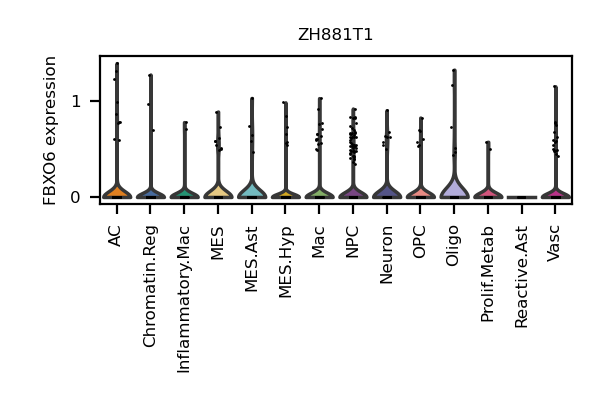 ZH881T1
FBXO6 expression
1
0
AC
Chromatin.Reg
Inflammatory.Mac
MES
MES.Ast
MES.Hyp
Mac
NPC
Neuron
OPC
Oligo
Prolif.Metab
Reactive.Ast
Vasc